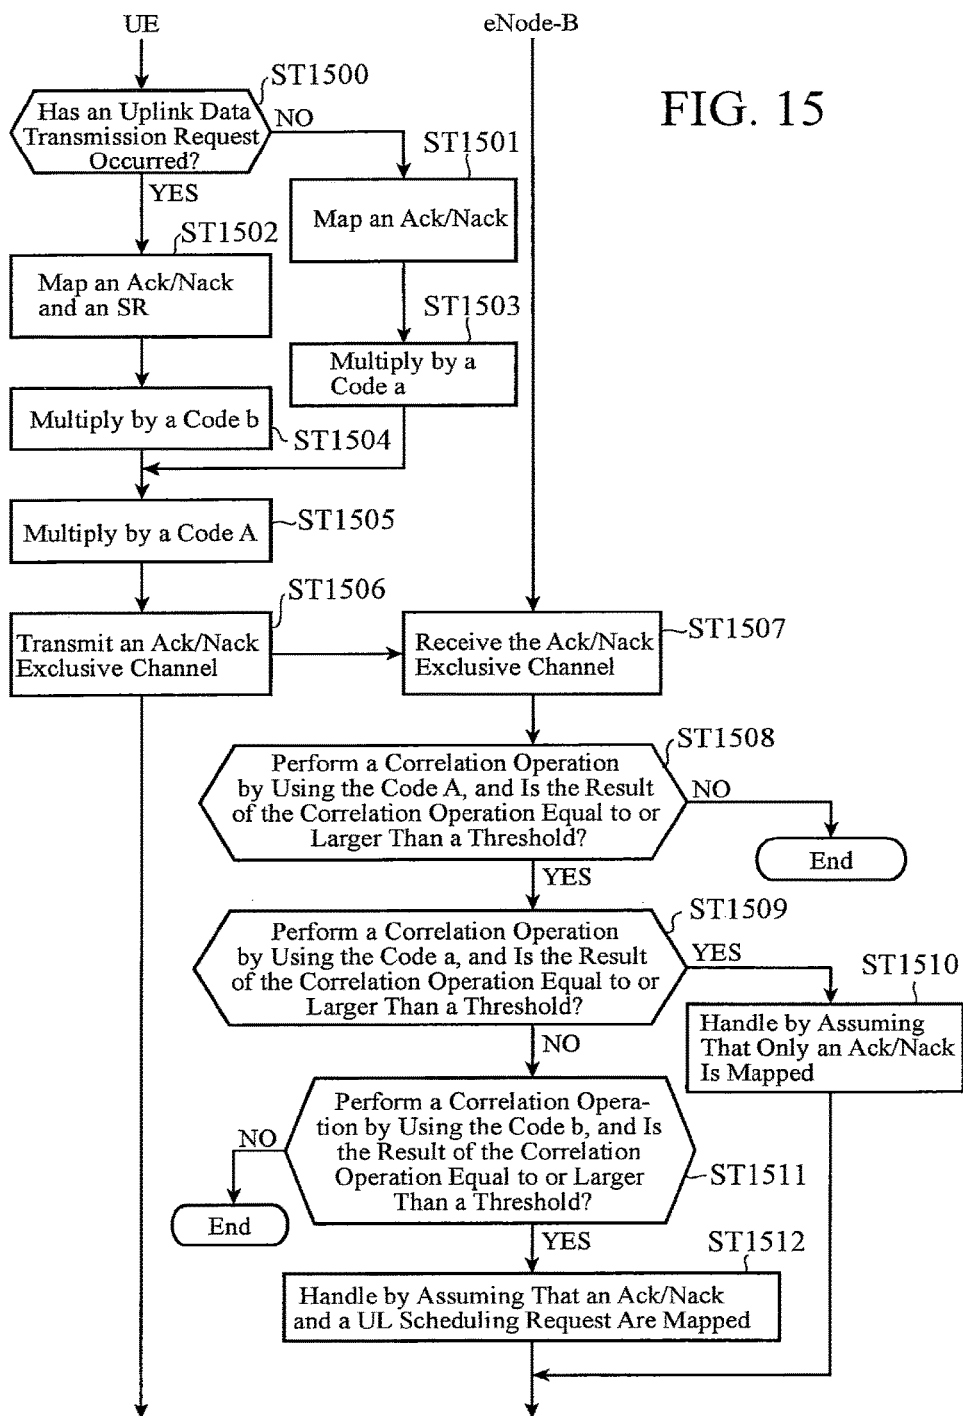 UE
eNode-B
FIG. 15
ST1500
Has an Uplink Data
Transmission Request
Occurred?
NO
YES
ST1501
Map an Ack/Nack
ST1502
Map an Ack/Nack
and an SR
ST1503
Multiply by a
Code a
Multiply by a Code b
ST1504
Multiply by a Code A
ST1505
ST1506
Transmit an Ack/Nack
Exclusive Channel
ST1507
Receive the Ack/Nack
Exclusive Channel
ST1508
Perform a Correlation Operation
by Using the Code A, and Is the Result
of the Correlation Operation Equal to or
Larger Than a Threshold?
NO
End
YES
ST1509
Perform a Correlation Operation
by Using the Code a, and Is the Result
of the Correlation Operation Equal to or
Larger Than a Threshold?
YES
ST1510
Handle by Assuming
That Only an Ack/Nack
Is Mapped
NO
Perform a Correlation Opera-
tion by Using the Code b, and Is
the Result of the Correlation
Operation Equal to or Larger
Than a Threshold?
NO
ST1511
End
YES
ST1512
Handle by Assuming That an Ack/Nack
and a UL Scheduling Request Are Mapped